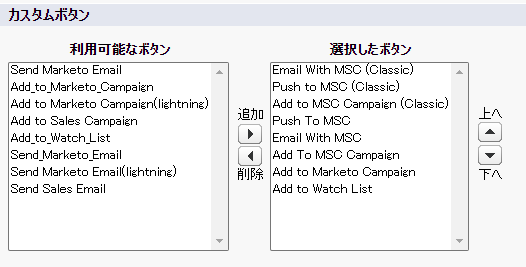 カスタムボタン
利用可能なボタン
Send Marketo Email
Add_to_Marketo_Campaign
Add to Marketo Campaign(lightning)
Add to Sales Campaign
Add_to_Watch_List
Send_Marketo_Email
Send Marketo Email(lightning)
Send Sales Email
追加
削除
選択したボタン
Email With MSC (Classic)
Push to MSC (Classic)
Add to MSC Campaign (Classic)
Push To MSC
Email With MSC
Add To MSC Campaign
Add to Marketo Campaign
Add to Watch List
上へ
下へ